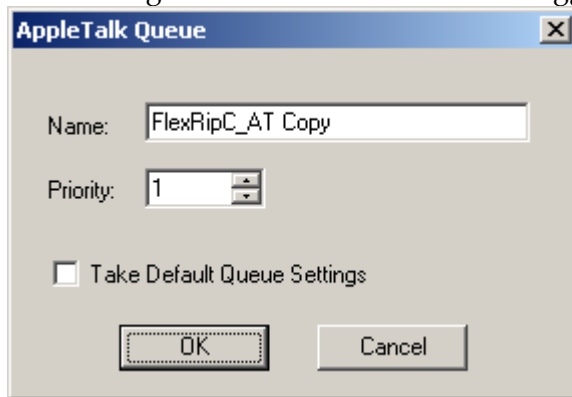 AppleTalk Queue
Name: FlexRipC_AT Copy
Priority: 1
Take Default Queue Settings
OK Cancel